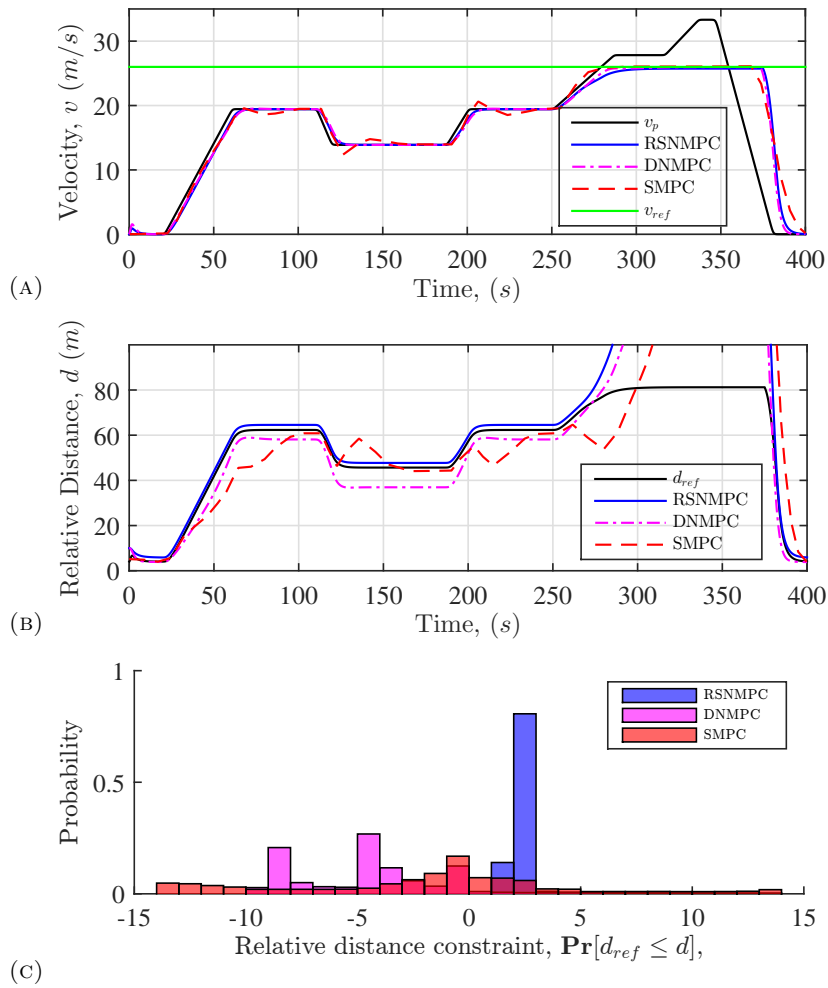 30
20
10
0
Velocity, v (m/s)
v_p
RSNMPC
DNMPC
SMPC
v_ref
0 50 100 150 200 250 300 350 400
Time, (s)
(A)
80
60
40
20
0
Relative Distance, d (m)
d_ref
RSNMPC
DNMPC
SMPC
0 50 100 150 200 250 300 350 400
Time, (s)
(B)
1
0.5
0
Probability
RSNMPC
DNMPC
SMPC
-15 -10 -5 0 5 10 15
Relative distance constraint, Pr[d_ref ≤ d],
(C)